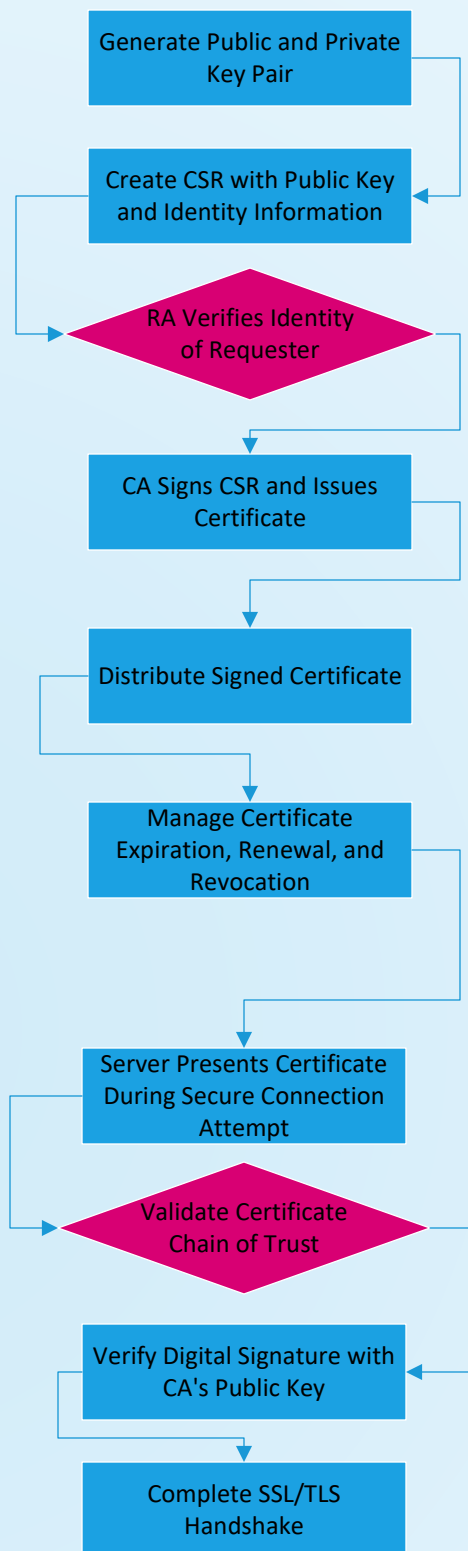 Generate Public and Private
Key Pair
Create CSR with Public Key
and Identity Information
RA Verifies Identity
of Requester
CA Signs CSR and Issues
Certificate
Distribute Signed Certificate
Manage Certificate
Expiration, Renewal, and
Revocation
Server Presents Certificate
During Secure Connection
Attempt
Validate Certificate
Chain of Trust
Verify Digital Signature with
CA's Public Key
Complete SSL/TLS
Handshake